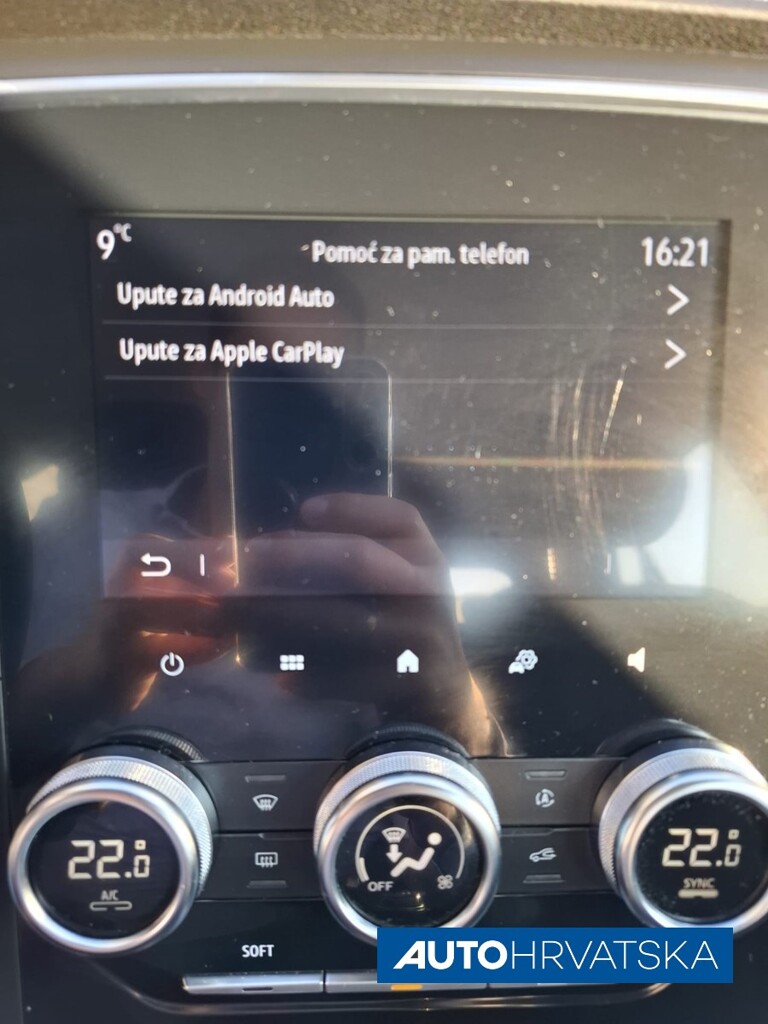 9°C
Pomoć za pam. telefon
16:21
Upute za Android Auto
Upute za Apple CarPlay
22.0
A/C
OFF
22.0
SYNC
SOFT
AUTOHRVATSKA